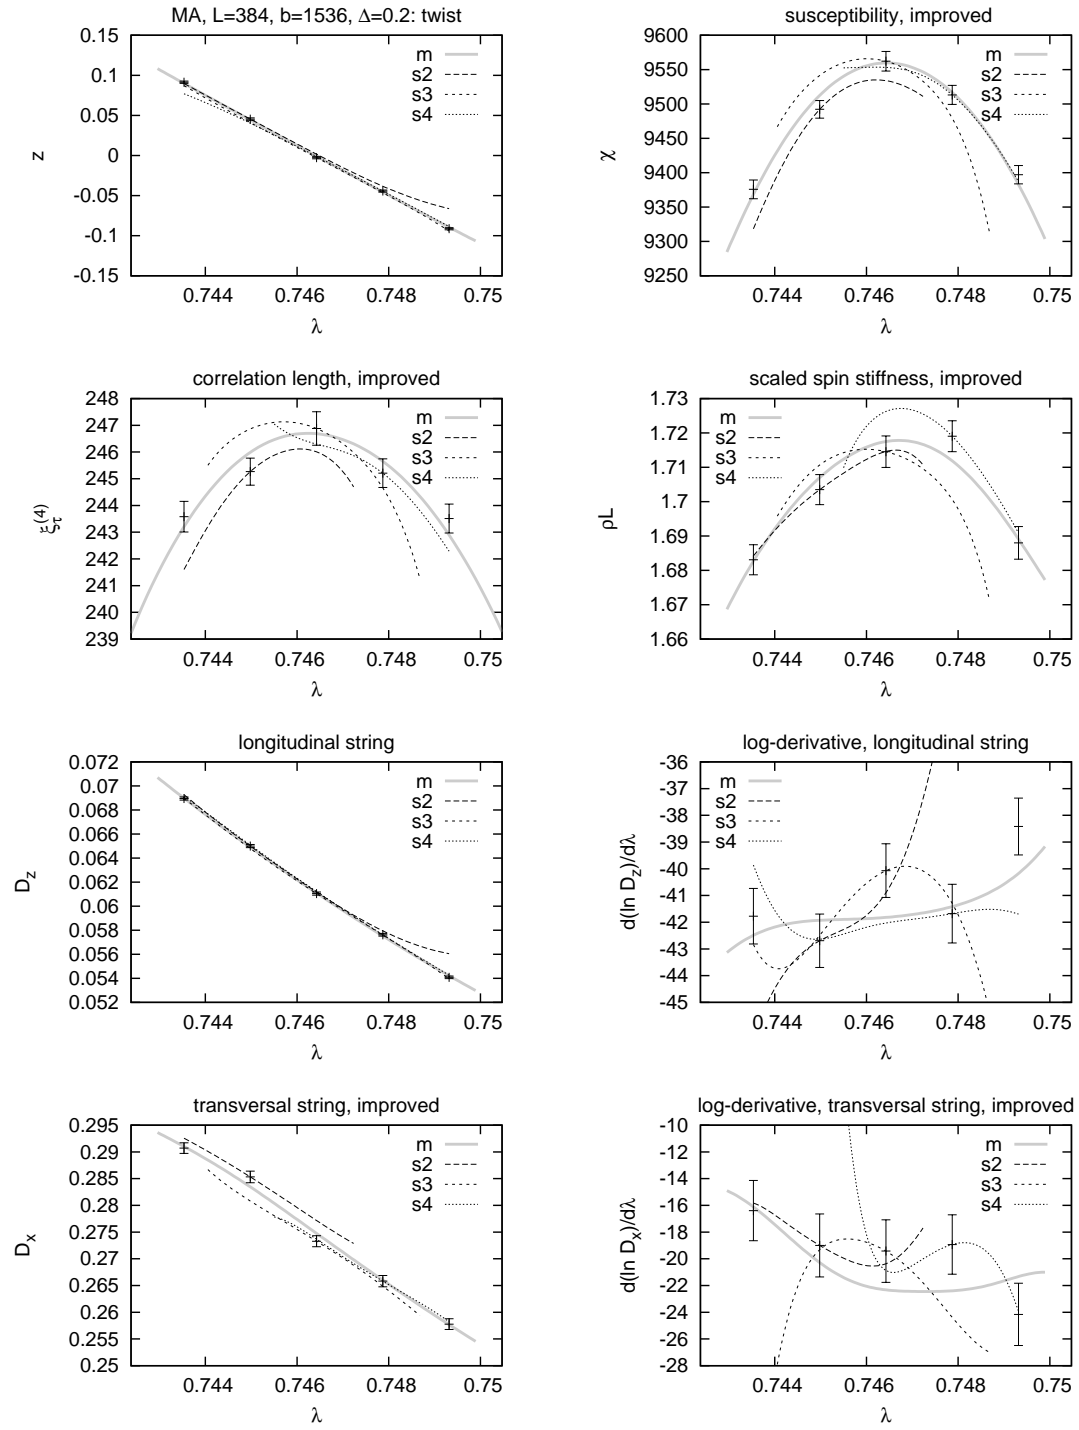 MA, L=384, b=1536, Δ=0.2: twist
0.15
0.1
0.05
0
-0.05
-0.1
-0.15
z
m
s2
s3
s4
0.744 0.746 0.748 0.75
λ
susceptibility, improved
9600
9550
9500
9450
9400
9350
9300
9250
χ
m
s2
s3
s4
0.744 0.746 0.748 0.75
λ
correlation length, improved
248
247
246
245
244
243
242
241
240
239
ξτ(4)
m
s2
s3
s4
0.744 0.746 0.748 0.75
λ
scaled spin stiffness, improved
1.73
1.72
1.71
1.7
1.69
1.68
1.67
1.66
ρL
m
s2
s3
s4
0.744 0.746 0.748 0.75
λ
longitudinal string
0.072
0.07
0.068
0.066
0.064
0.062
0.06
0.058
0.056
0.054
0.052
Dz
m
s2
s3
s4
0.744 0.746 0.748 0.75
λ
log-derivative, longitudinal string
-36
-37
-38
-39
-40
-41
-42
-43
-44
-45
d(ln Dz)/dλ
m
s2
s3
s4
0.744 0.746 0.748 0.75
λ
transversal string, improved
0.295
0.29
0.285
0.28
0.275
0.27
0.265
0.26
0.255
0.25
Dx
m
s2
s3
s4
0.744 0.746 0.748 0.75
λ
log-derivative, transversal string, improved
-10
-12
-14
-16
-18
-20
-22
-24
-26
-28
d(ln Dx)/dλ
m
s2
s3
s4
0.744 0.746 0.748 0.75
λ